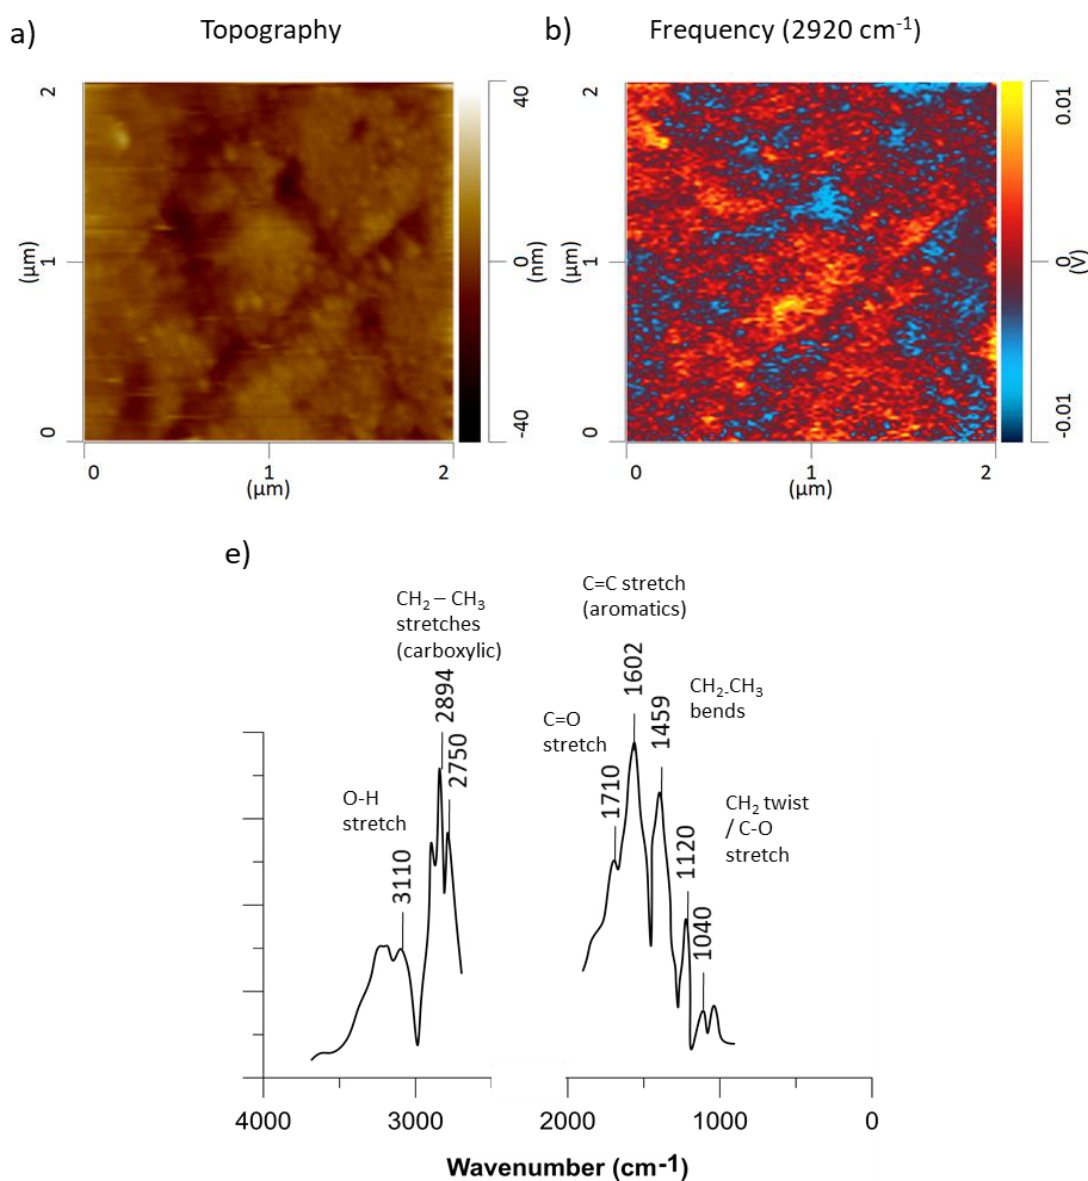 a)
Topography
2
1
0
(µm)
0
1
2
(µm)
40
0
-40
(nm)
b)
Frequency (2920 cm-1)
2
1
0
(µm)
0
1
2
(µm)
0.01
0
-0.01
(V)
e)
CH2 – CH3
stretches
(carboxylic)
C=C stretch
(aromatics)
O-H
stretch
3110
2894
2750
C=O
stretch
1710
1602
1459
CH2-CH3
bends
CH2 twist
/ C-O
stretch
1120
1040
4000
3000
2000
1000
0
Wavenumber (cm-1)